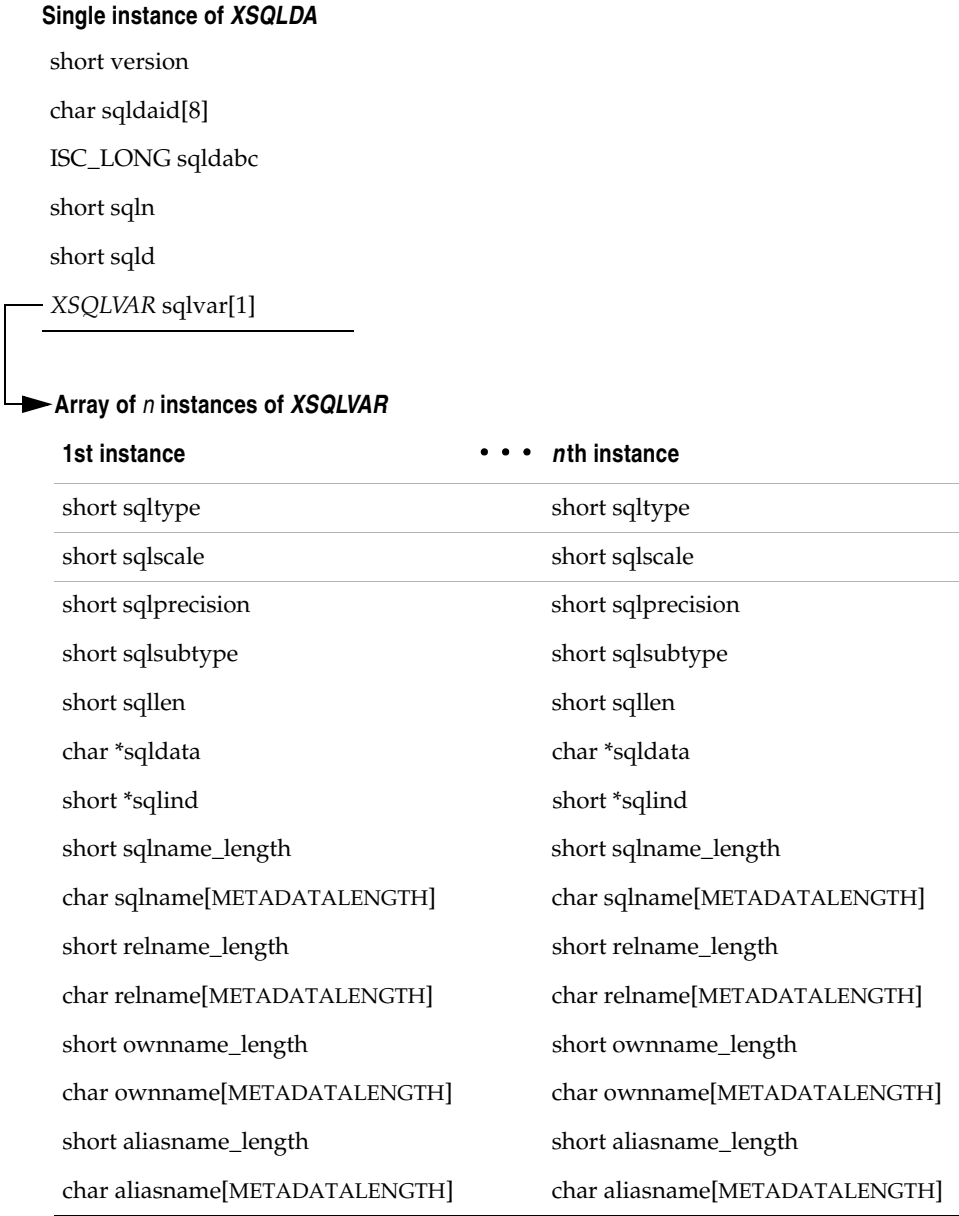 Single instance of XSQLDA
short version
char sqldaid[8]
ISC_LONG sqldabc
short sqln
short sqld
XSQLVAR sqlvar[1]
Array of n instances of XSQLVAR
1st instance • • • nth instance
short sqltype short sqltype
short sqlscale short sqlscale
short sqlprecision short sqlprecision
short sqlsubtype short sqlsubtype
short sqllen short sqllen
char *sqldata char *sqldata
short *sqlind short *sqlind
short sqlname_length short sqlname_length
char sqlname[METADATALENGTH] char sqlname[METADATALENGTH]
short relname_length short relname_length
char relname[METADATALENGTH] char relname[METADATALENGTH]
short ownname_length short ownname_length
char ownname[METADATALENGTH] char ownname[METADATALENGTH]
short aliasname_length short aliasname_length
char aliasname[METADATALENGTH] char aliasname[METADATALENGTH]